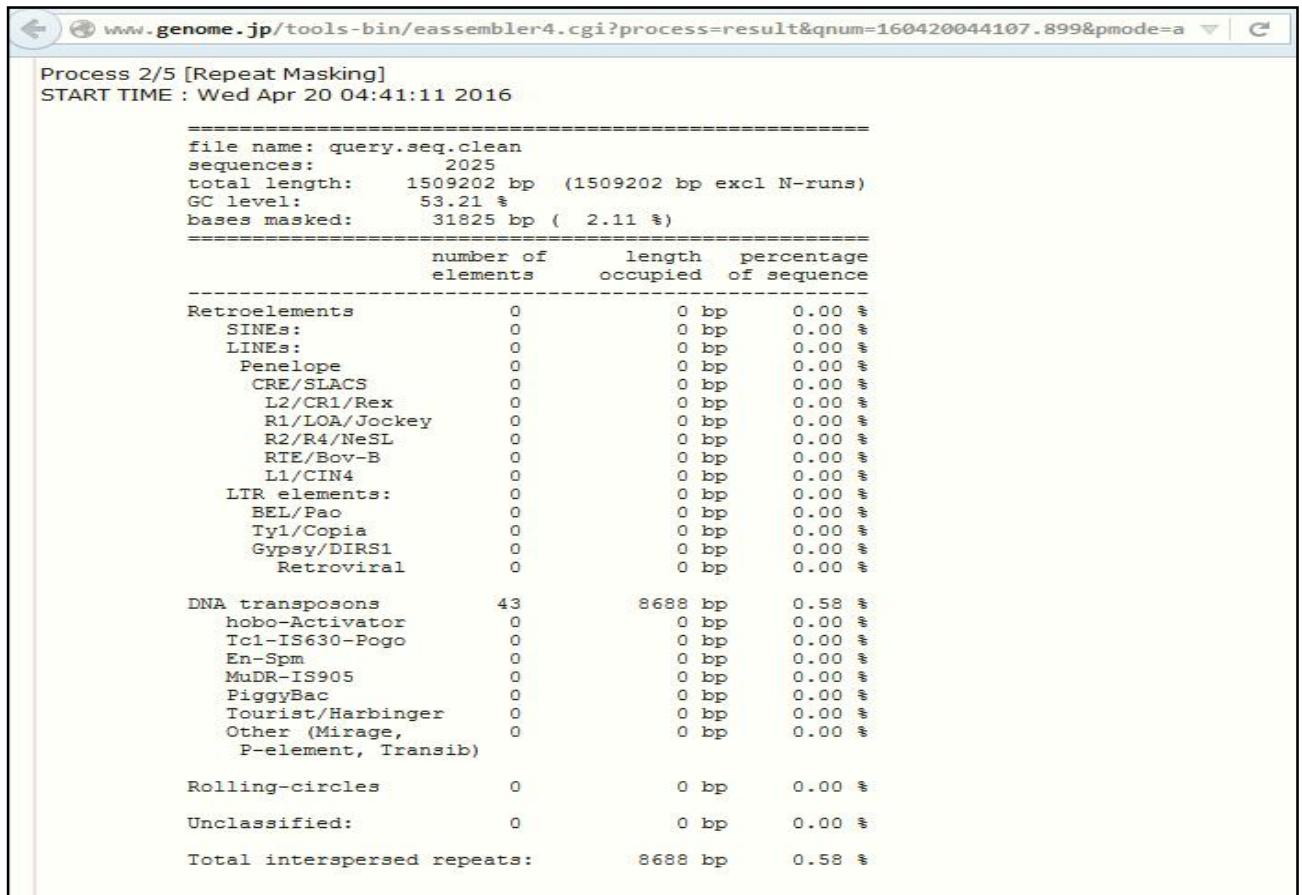 www.genome.jp/tools-bin/eassembler4.cgi?process=result&qnum=160420044107.899&pmode=a
Process 2/5 [Repeat Masking]
START TIME : Wed Apr 20 04:41:11 2016
==================================================
file name: query.seq.clean
sequences: 2025
total length: 1509202 bp (1509202 bp excl N-runs)
GC level: 53.21 %
bases masked: 31825 bp ( 2.11 %)
==================================================
number of length percentage
elements occupied of sequence
--------------------------------------------------
Retroelements 0 0 bp 0.00 %
SINEs: 0 0 bp 0.00 %
LINEs: 0 0 bp 0.00 %
Penelope 0 0 bp 0.00 %
CRE/SLACS 0 0 bp 0.00 %
L2/CR1/Rex 0 0 bp 0.00 %
R1/LOA/Jockey 0 0 bp 0.00 %
R2/R4/NeSL 0 0 bp 0.00 %
RTE/Bov-B 0 0 bp 0.00 %
L1/CIN4 0 0 bp 0.00 %
LTR elements: 0 0 bp 0.00 %
BEL/Pao 0 0 bp 0.00 %
Ty1/Copia 0 0 bp 0.00 %
Gypsy/DIRS1 0 0 bp 0.00 %
Retroviral 0 0 bp 0.00 %
DNA transposons 43 8688 bp 0.58 %
hobo-Activator 0 0 bp 0.00 %
Tc1-IS630-Pogo 0 0 bp 0.00 %
En-Spm 0 0 bp 0.00 %
MuDR-IS905 0 0 bp 0.00 %
PiggyBac 0 0 bp 0.00 %
Tourist/Harbinger 0 0 bp 0.00 %
Other (Mirage, 0 0 bp 0.00 %
P-element, Transib)
Rolling-circles 0 0 bp 0.00 %
Unclassified: 0 0 bp 0.00 %
Total interspersed repeats: 8688 bp 0.58 %